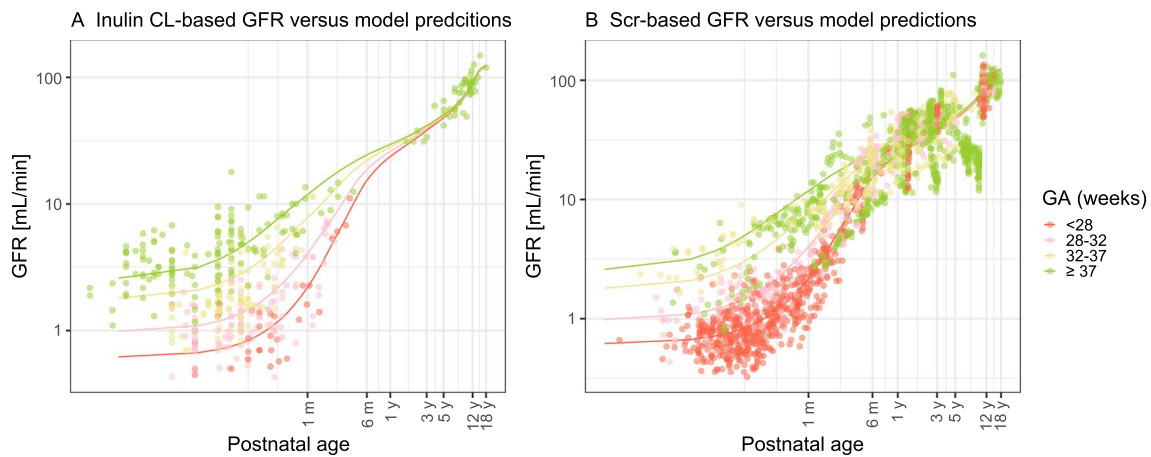 A Inulin CL-based GFR versus model predcitions
B Scr-based GFR versus model predictions
GFR [mL/min]
100
10
1
1 m
6 m
1 y
3 y
5 y
12 y
18 y
Postnatal age
GFR [mL/min]
100
10
1
1 m
6 m
1 y
3 y
5 y
12 y
18 y
Postnatal age
GA (weeks)
<28
28-32
32-37
≥ 37